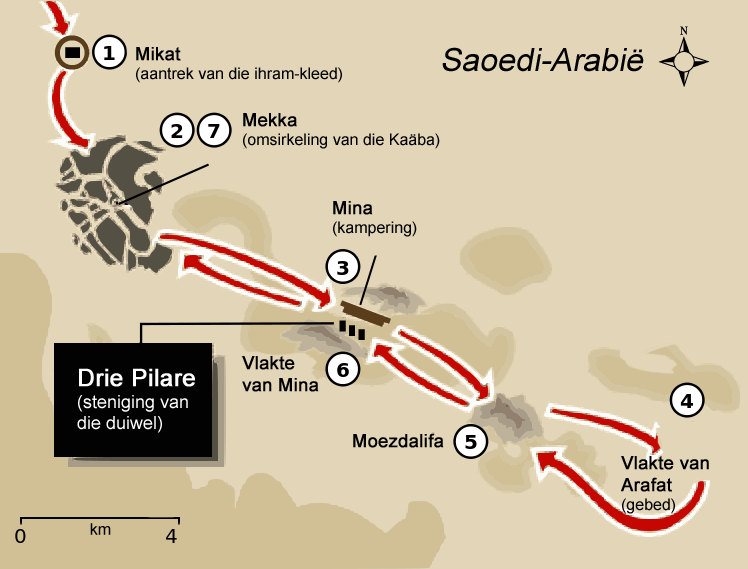 Saoedi-Arabië
N
1
Mikat
(aantrek van die ihram-kleed)
2 7
Mekka
(omsirkeling van die Kaäba)
Mina
(kampering)
3
Drie Pilare
(steniging van
die duiwel)
Vlakte
van Mina
6
4
Moezdalifa
5
Vlakte van
Arafat
(gebed)
km
0 4